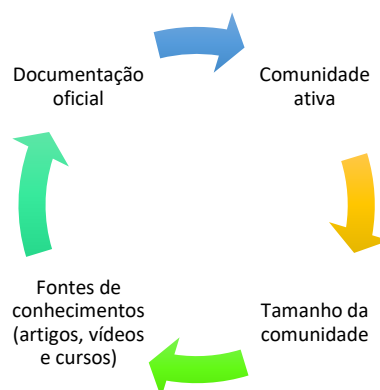 Documentação
oficial
Comunidade
ativa
Tamanho da
comunidade
Fontes de
conhecimentos
(artigos, vídeos
e cursos)